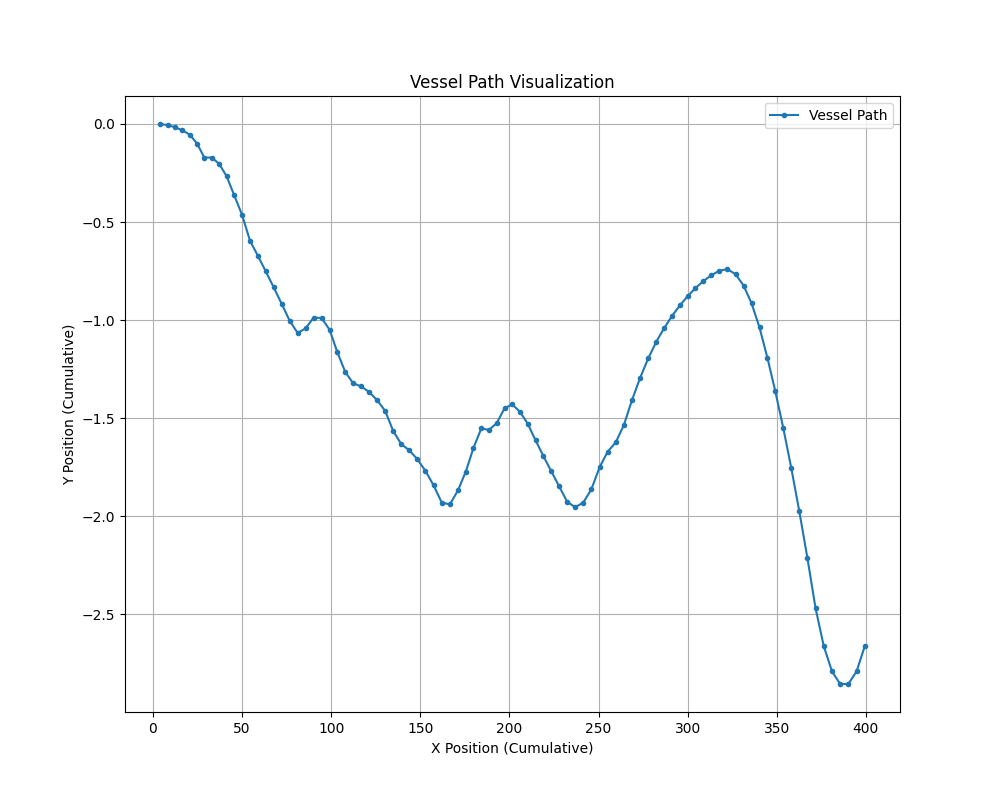 Vessel Path Visualization
Vessel Path
Y Position (Cumulative)
0.0
−0.5
−1.0
−1.5
−2.0
−2.5
0 50 100 150 200 250 300 350 400
X Position (Cumulative)